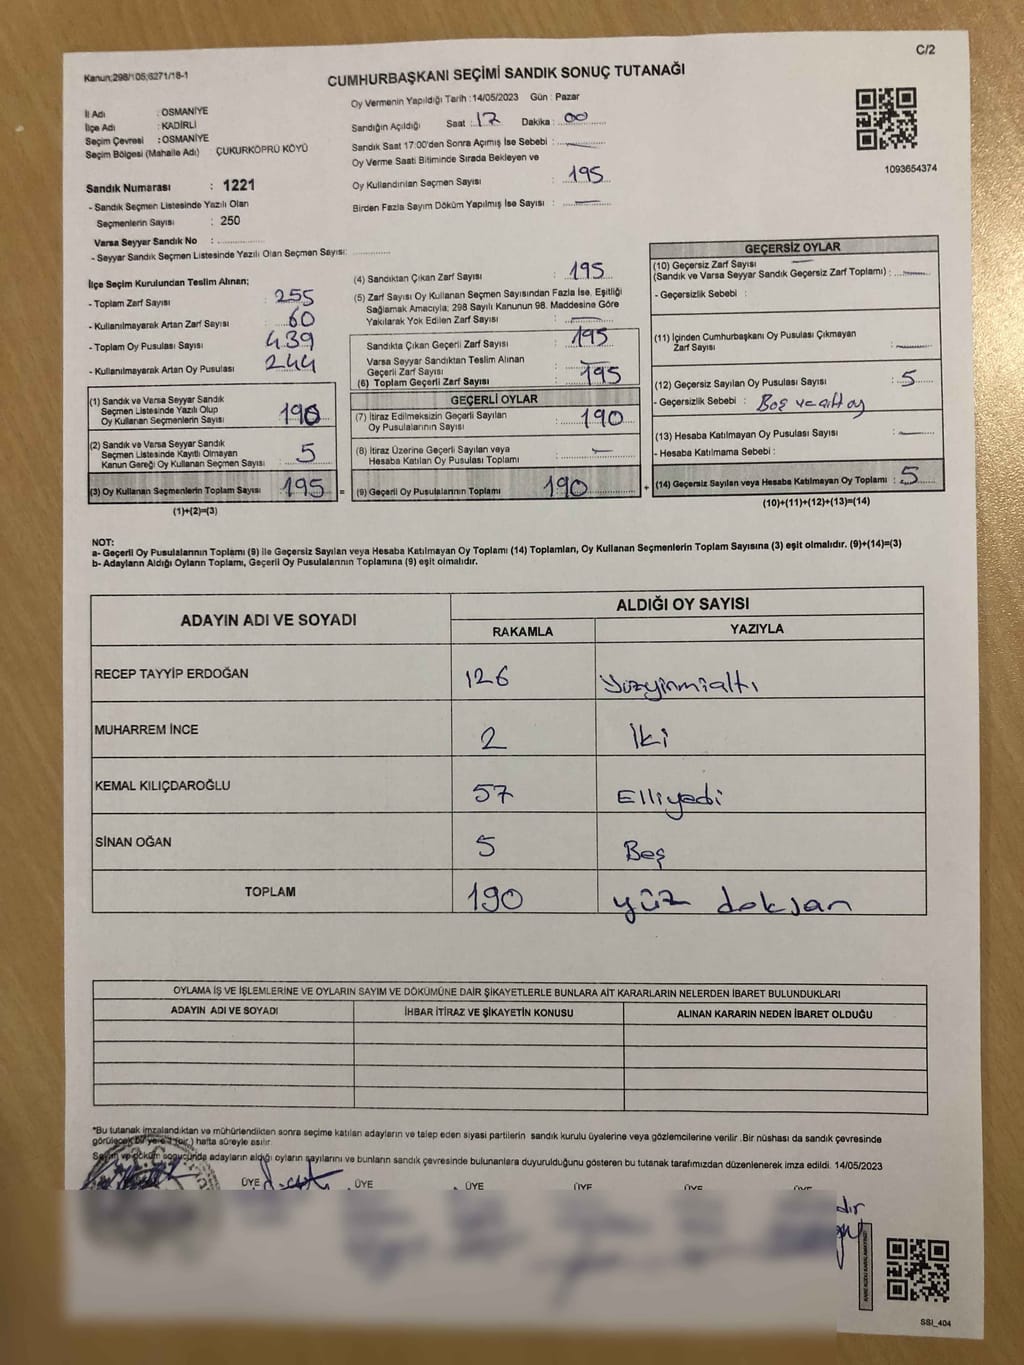 C/2
Kanun;298/105;6271/18-1
CUMHURBAŞKANI SEÇİMİ SANDIK SONUÇ TUTANAĞI
İl Adı : OSMANİYE
İlçe Adı : KADİRLİ
Seçim Çevresi : OSMANİYE
Seçim Bölgesi (Mahalle Adı) ÇUKURKÖPRÜ KÖYÜ
Sandık Numarası : 1221
- Sandık Seçmen Listesinde Yazılı Olan
Seçmenlerin Sayısı : 250
Varsa Seyyar Sandık No : ..............
- Seyyar Sandık Seçmen Listesinde Yazılı Olan Seçmen Sayısı: ............
Oy Vermenin Yapıldığı Tarih : 14/05/2023 Gün : Pazar
Sandığın Açıldığı Saat : 17 Dakika : 00
Sandık Saat 17:00'den Sonra Açımış İse Sebebi : —
Oy Verme Saati Bitiminde Sırada Bekleyen ve
Oy Kullandırılan Seçmen Sayısı : 195
Birden Fazla Sayım Döküm Yapılmış İse Sayısı : —
1093654374
İlçe Seçim Kurulundan Teslim Alınan;
- Toplam Zarf Sayısı : 255
- Kullanılmayarak Artan Zarf Sayısı : 60
- Toplam Oy Pusulası Sayısı : 439
- Kullanılmayarak Artan Oy Pusulası : 244
(1) Sandık ve Varsa Seyyar Sandık
Seçmen Listesinde Yazılı Olup
Oy Kullanan Seçmenlerin Sayısı : 190
(2) Sandık ve Varsa Seyyar Sandık
Seçmen Listesinde Kayıtlı Olmayan
Kanun Gereği Oy Kullanan Seçmen Sayısı : 5
(3) Oy Kullanan Seçmenlerin Toplam Sayısı : 195 =
(1)+(2)=(3)
(4) Sandıktan Çıkan Zarf Sayısı : 195
(5) Zarf Sayısı Oy Kullanan Seçmen Sayısından Fazla İse, Eşitliği
Sağlamak Amacıyla; 298 Sayılı Kanunun 98. Maddesine Göre
Yakılarak Yok Edilen Zarf Sayısı : —
Sandıkta Çıkan Geçerli Zarf Sayısı : 195
Varsa Seyyar Sandıktan Teslim Alınan
Geçerli Zarf Sayısı : —
(6) Toplam Geçerli Zarf Sayısı : 195
GEÇERLİ OYLAR
(7) İtiraz Edilmeksizin Geçerli Sayılan
Oy Pusulalarının Sayısı : 190
(8) İtiraz Üzerine Geçerli Sayılan veya
Hesaba Katılan Oy Pusulası Toplamı : —
(9) Geçerli Oy Pusulalarının Toplamı : 190 +
GEÇERSİZ OYLAR
(10) Geçersiz Zarf Sayısı —
(Sandık ve Varsa Seyyar Sandık Geçersiz Zarf Toplamı) : —
- Geçersizlik Sebebi :
(11) İçinden Cumhurbaşkanı Oy Pusulası Çıkmayan
Zarf Sayısı : —
(12) Geçersiz Sayılan Oy Pusulası Sayısı : 5
- Geçersizlik Sebebi : Boş ve çift oy
(13) Hesaba Katılmayan Oy Pusulası Sayısı : —
- Hesaba Katılmama Sebebi :
(14) Geçersiz Sayılan veya Hesaba Katılmayan Oy Toplamı : 5
(10)+(11)+(12)+(13)=(14)
NOT:
a- Geçerli Oy Pusulalarının Toplamı (9) ile Geçersiz Sayılan veya Hesaba Katılmayan Oy Toplamı (14) Toplamları, Oy Kullanan Seçmenlerin Toplam Sayısına (3) eşit olmalıdır. (9)+(14)=(3)
b- Adayların Aldığı Oyların Toplamı, Geçerli Oy Pusulalarının Toplamına (9) eşit olmalıdır.
ADAYIN ADI VE SOYADI ALDIĞI OY SAYISI
RAKAMLA YAZIYLA
RECEP TAYYİP ERDOĞAN 126 Yüzyirmialtı
MUHARREM İNCE 2 İki
KEMAL KILIÇDAROĞLU 57 Elliyedi
SİNAN OĞAN 5 Beş
TOPLAM 190 yüz doksan
OYLAMA İŞ VE İŞLEMLERİNE VE OYLARIN SAYIM VE DÖKÜMÜNE DAİR ŞİKAYETLERLE BUNLARA AİT KARARLARIN NELERDEN İBARET BULUNDUKLARI
ADAYIN ADI VE SOYADI İHBAR İTİRAZ VE ŞİKAYETİN KONUSU ALINAN KARARIN NEDEN İBARET OLDUĞU
*Bu tutanak imzalandıktan ve mühürlendikten sonra seçime katılan adayların ve talep eden siyasi partilerin sandık kurulu üyelerine veya gözlemcilerine verilir. Bir nüshası da sandık çevresinde
görülecek bir yere 1 (bir) hafta süreyle asılır.
Sayım ve döküm sonucunda adayların aldığı oyların sayılarını ve bunların sandık çevresinde bulunanlara duyurulduğunu gösteren bu tutanak tarafımızdan düzenlenerek imza edildi. 14/05/2023
ÜYE ÜYE ÜYE ÜYE ÜYE ÜYE
SSI_404